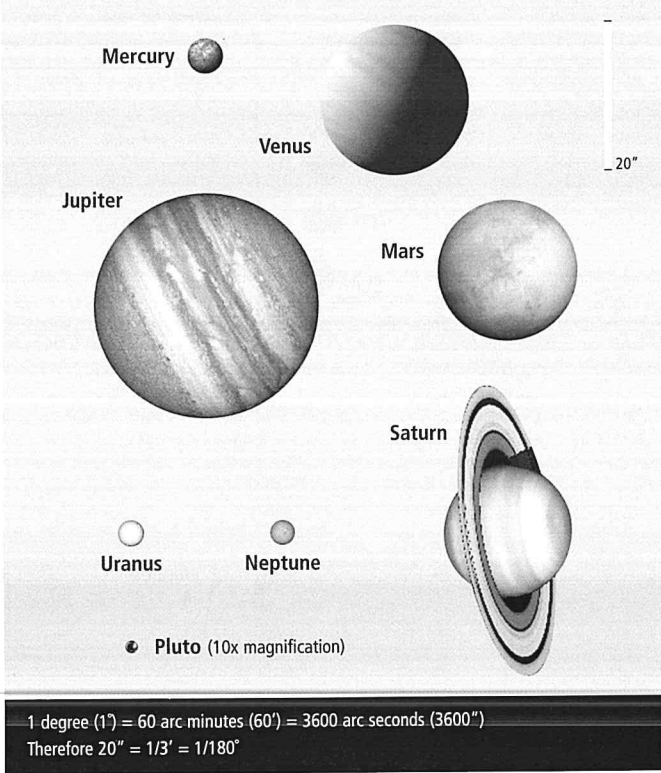 Mercury
Venus
20″
Jupiter
Mars
Saturn
Uranus
Neptune
Pluto (10x magnification)
1 degree (1°) = 60 arc minutes (60′) = 3600 arc seconds (3600″)
Therefore 20″ = 1/3′ = 1/180°